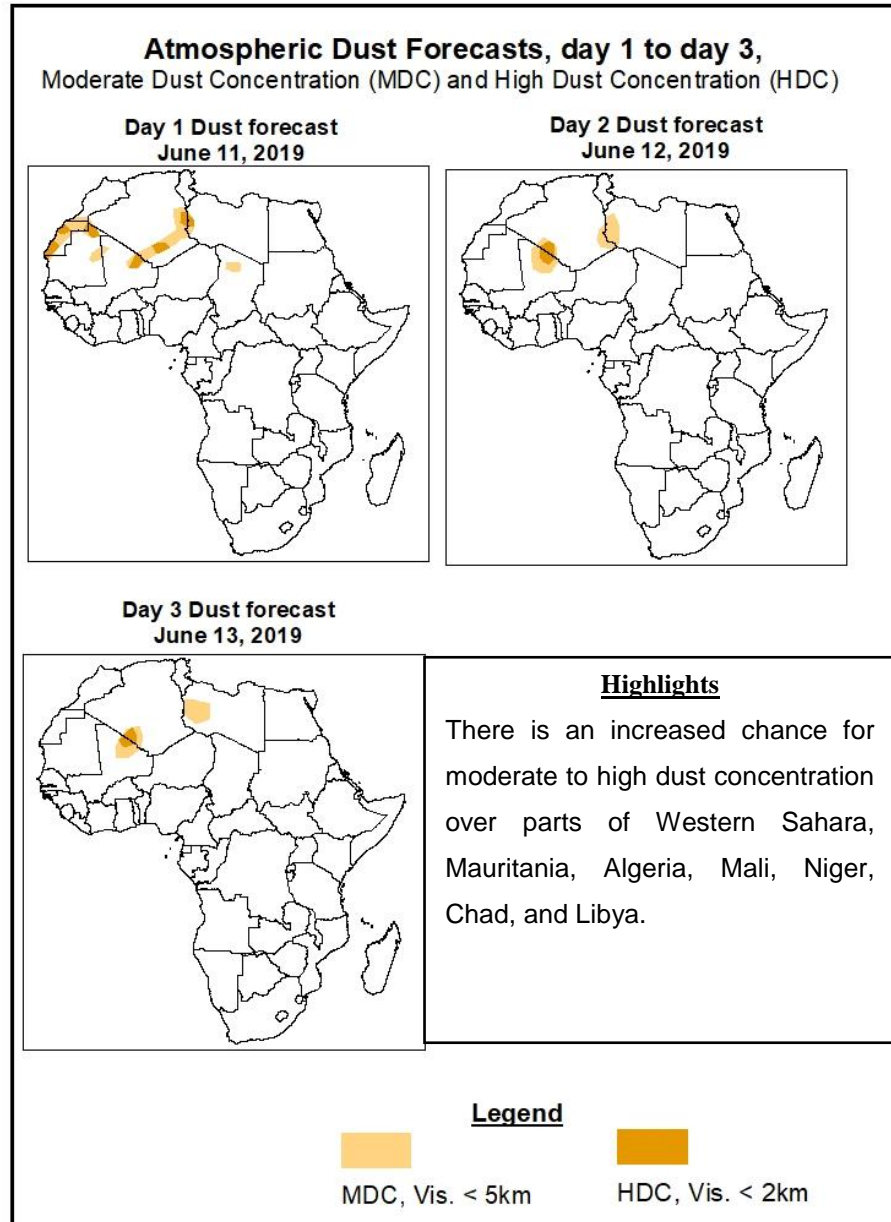 Atmospheric Dust Forecasts, day 1 to day 3,
Moderate Dust Concentration (MDC) and High Dust Concentration (HDC)
Day 1 Dust forecast
June 11, 2019
Day 2 Dust forecast
June 12, 2019
Day 3 Dust forecast
June 13, 2019
Highlights
There is an increased chance for
moderate to high dust concentration
over parts of Western Sahara,
Mauritania, Algeria, Mali, Niger,
Chad, and Libya.
Legend
MDC, Vis. < 5km
HDC, Vis. < 2km